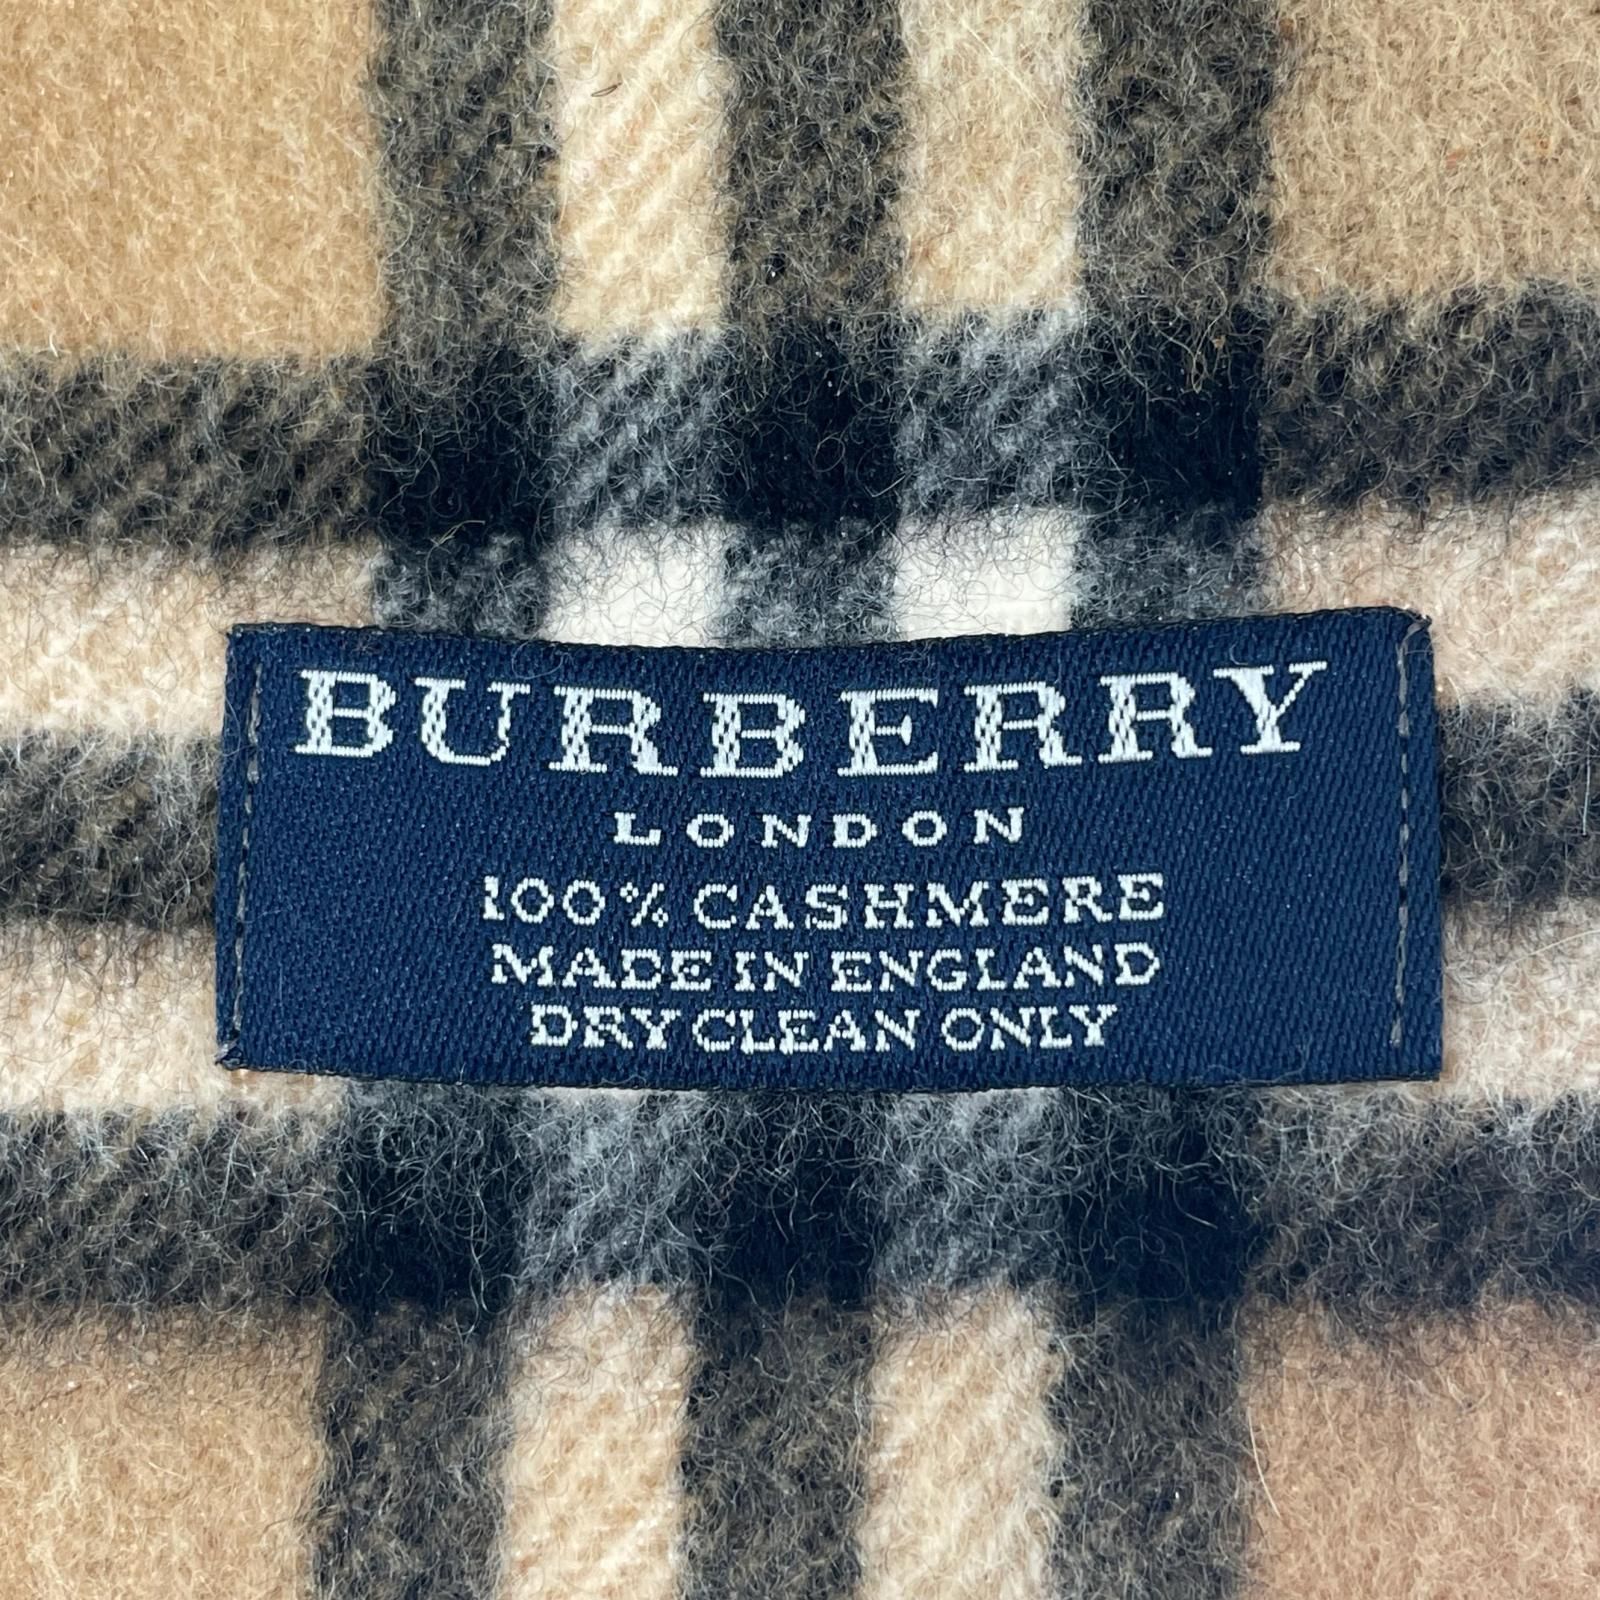 BURBERRY
LONDON
100% CASHMERE
MADE IN ENGLAND
DRY CLEAN ONLY